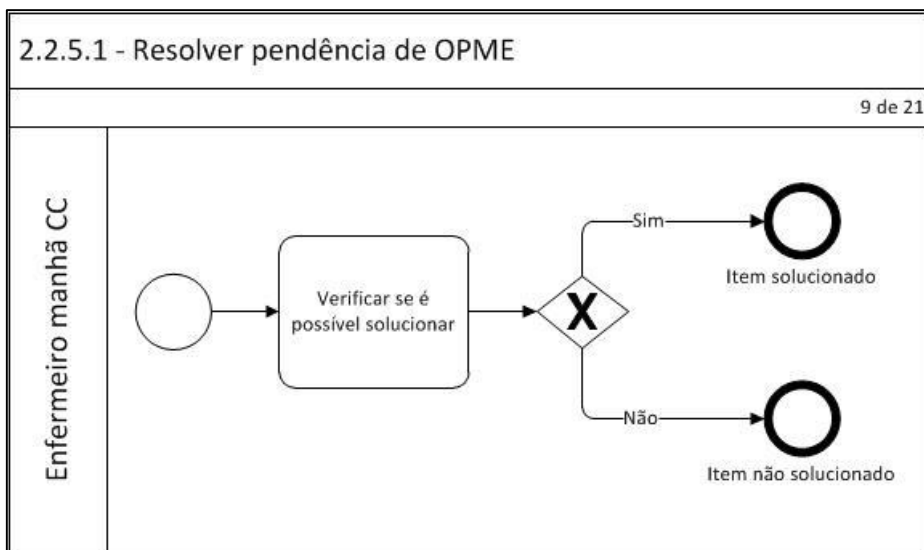 2.2.5.1 - Resolver pendência de OPME
9 de 21
Enfermeiro manhã CC
Verificar se é
possível solucionar
X
Sim
Item solucionado
Não
Item não solucionado